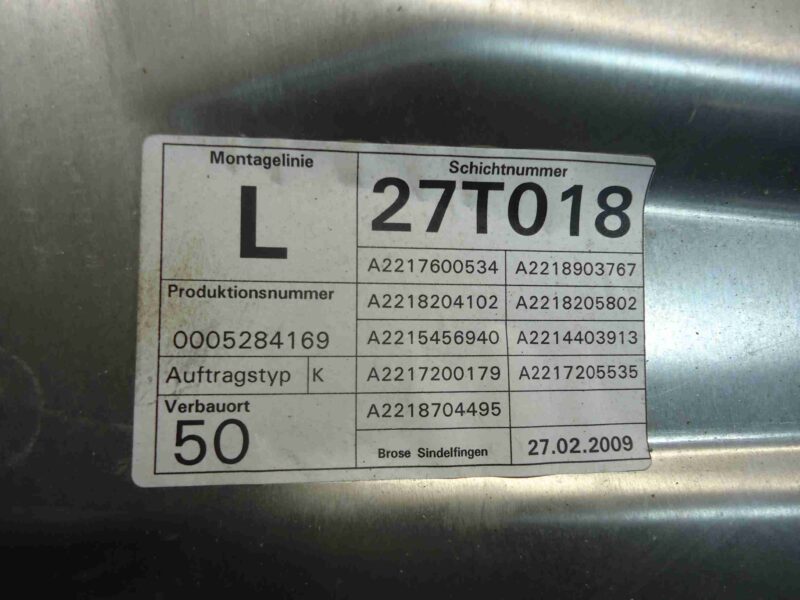 Montagelinie
L
Schichtnummer
27T018
Produktionsnummer
0005284169
Auftragstyp K
Verbauort
50
A2217600534 A2218903767
A2218204102 A2218205802
A2215456940 A2214403913
A2217200179 A2217205535
A2218704495
Brose Sindelfingen 27.02.2009